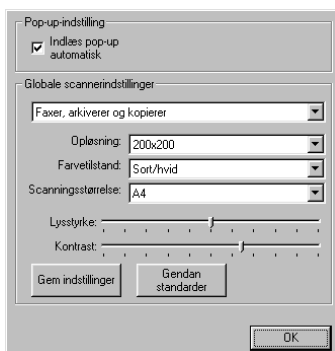 Pop-up-indstilling
Indlæs pop-up
automatisk
Globale scannerindstillinger
Faxer, arkiverer og kopierer
Opløsning: 200x200
Farvetilstand: Sort/hvid
Scanningsstørrelse: A4
Lysstyrke:
Kontrast:
Gem indstillinger
Gendan
standarder
OK